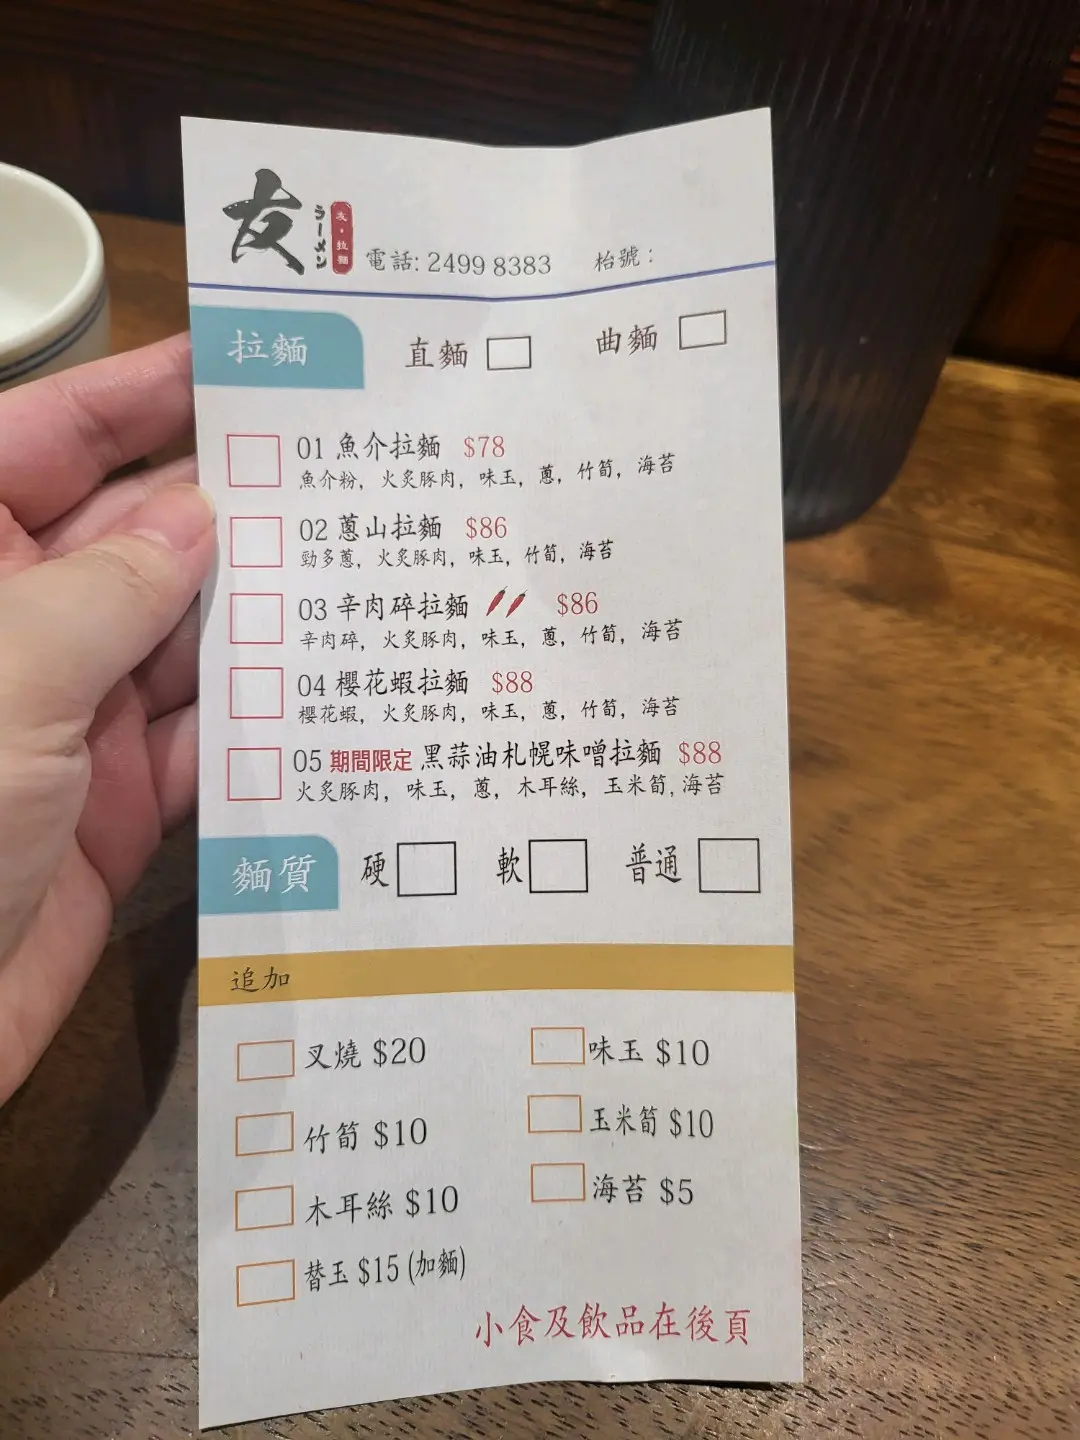 友 ラーメン 友・拉麵 電話: 2499 8383 枱號：
拉麵 直麵 曲麵
01 魚介拉麵 $78
魚介粉, 火炙豚肉, 味玉, 蔥, 竹筍, 海苔
02 蔥山拉麵 $86
勁多蔥, 火炙豚肉, 味玉, 竹筍, 海苔
03 辛肉碎拉麵 $86
辛肉碎, 火炙豚肉, 味玉, 蔥, 竹筍, 海苔
04 櫻花蝦拉麵 $88
櫻花蝦, 火炙豚肉, 味玉, 蔥, 竹筍, 海苔
05 期間限定 黑蒜油札幌味噌拉麵 $88
火炙豚肉, 味玉, 蔥, 木耳絲, 玉米筍, 海苔
麵質 硬 軟 普通
追加
叉燒 $20 味玉 $10
竹筍 $10 玉米筍 $10
木耳絲 $10 海苔 $5
替玉 $15 (加麵)
小食及飲品在後頁